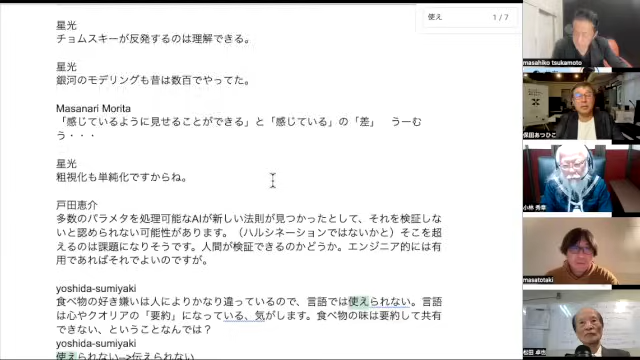 星光
チョムスキーが反発するのは理解できる。
使え
1 / 7
星光
銀河のモデリングも昔は数百でやってた。
Masanari Morita
「感じているように見せることができる」と「感じている」の「差」　うーむ
う・・・
星光
粗視化も単純化ですからね。
戸田恵介
多数のパラメタを処理可能なAIが新しい法則が見つかったとして、それを検証しな
いと認められない可能性があります。（ハルシネーションではないかと）そこを超
えるのは課題になりそうです。人間が検証できるのかどうか。エンジニア的には有
用であればそれでよいのですが。
yoshida-sumiyaki
食べ物の好き嫌いは人によりかなり違っているので、言語では使えられない。言語
は心やクオリアの「要約」になっている、気がします。食べ物の味は要約して共有
できない、ということなんでは？
yoshida-sumiyaki
使えられない-->伝えられない
masahiko tsukamoto
保田あつひこ
小林 秀章
masatotaki
松田 卓也